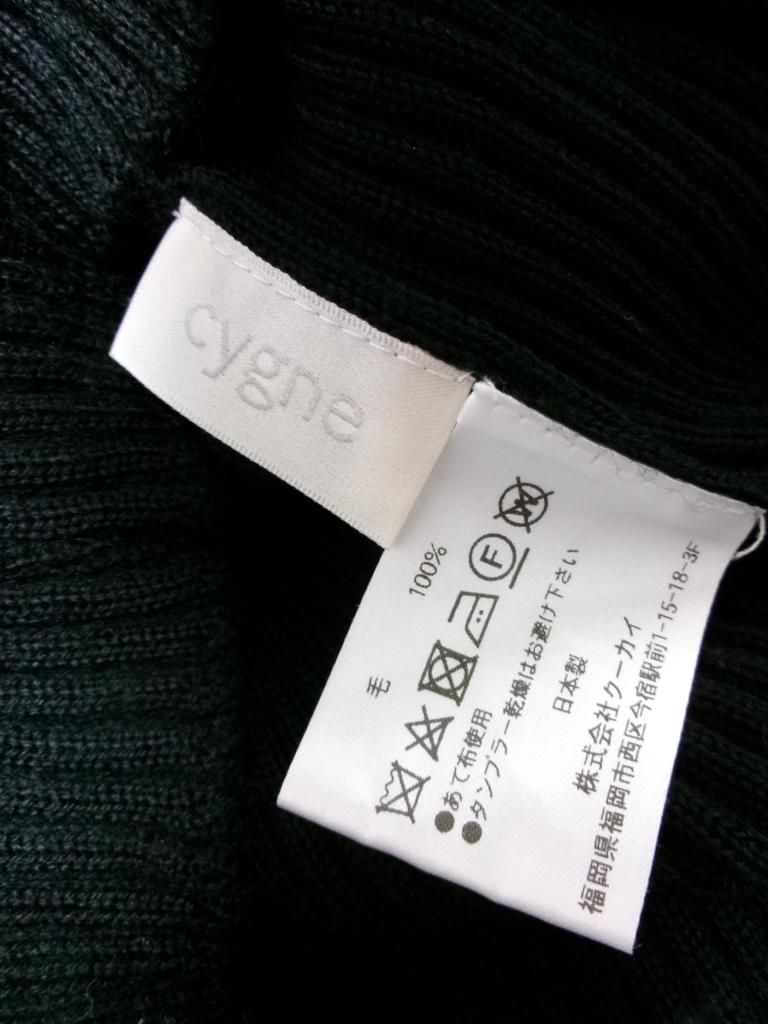 cygne
毛 100%
F
W
●あて布使用
●タンブラー乾燥はお避け下さい
日本製
株式会社クーカイ
福岡県福岡市西区今宿駅前1-15-18-3F